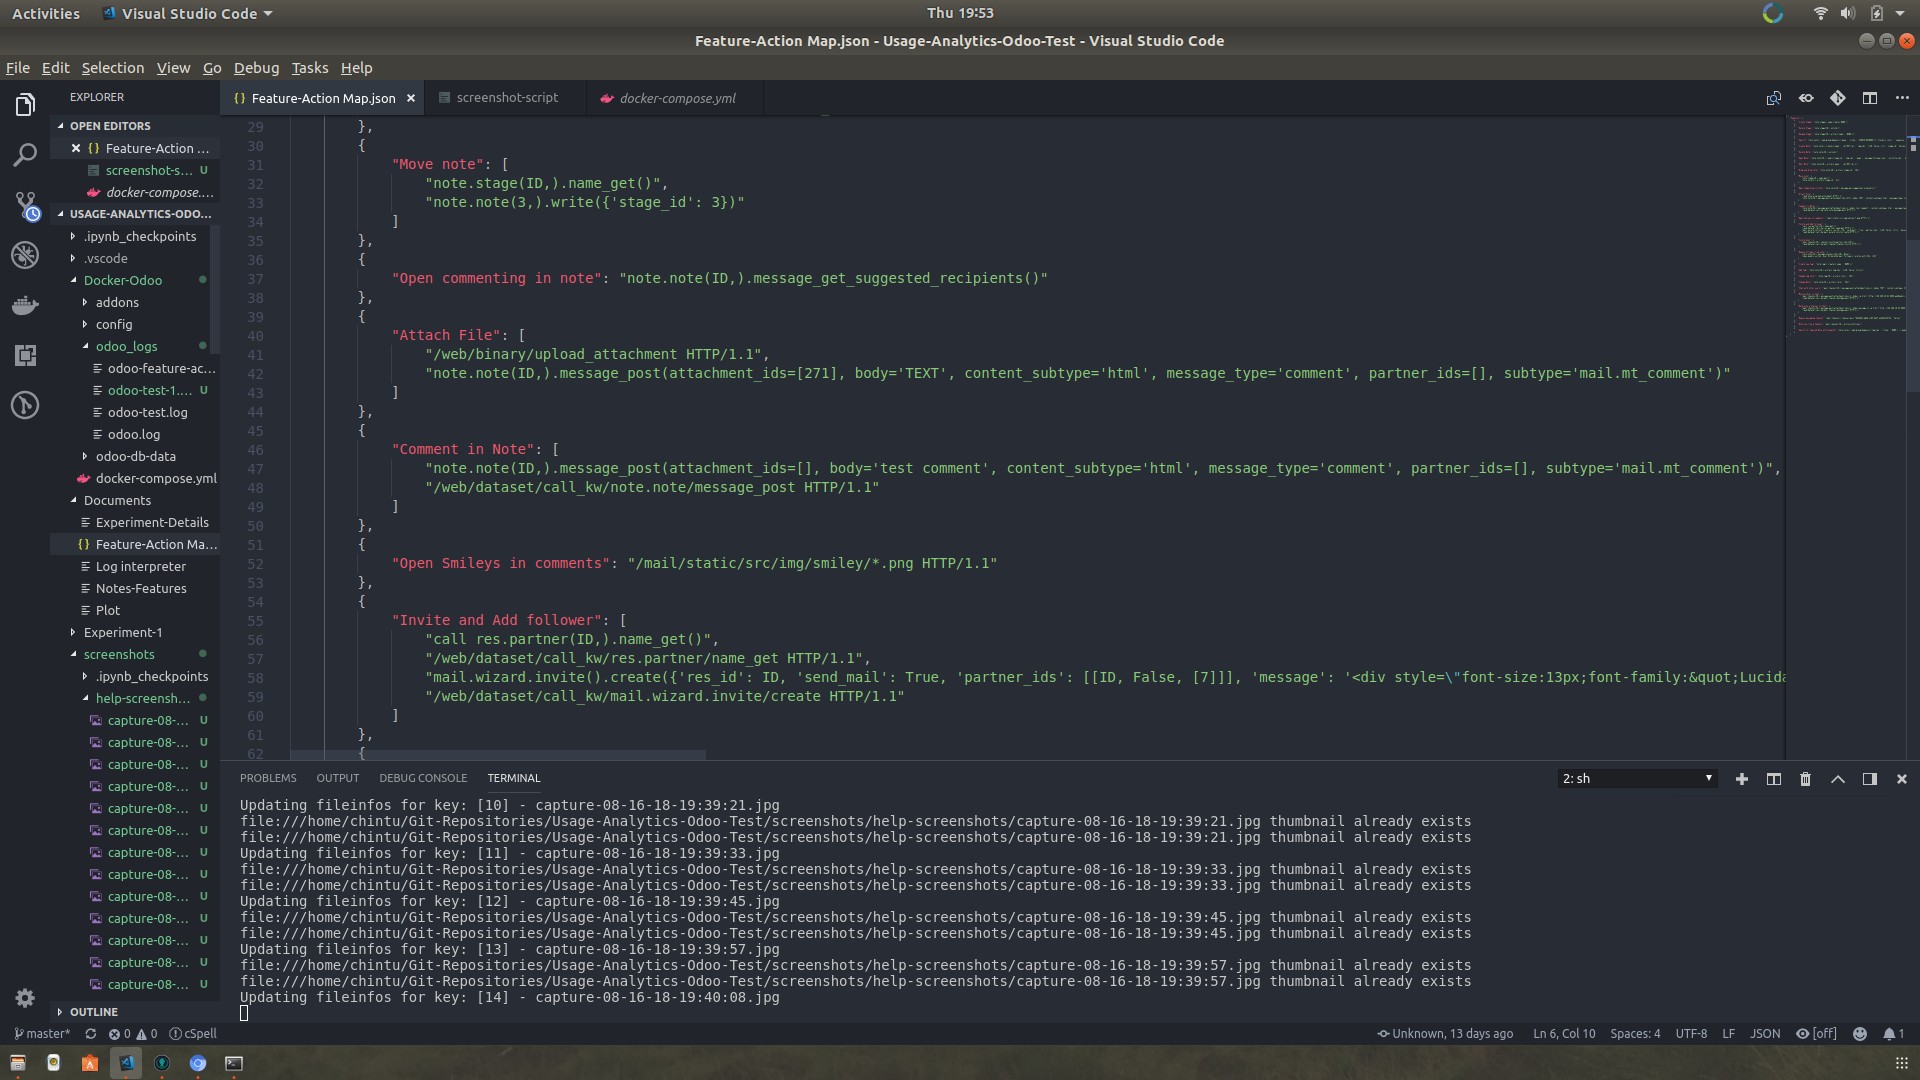 Activities
Visual Studio Code
Thu 19:53
Feature-Action Map.json - Usage-Analytics-Odoo-Test - Visual Studio Code
File Edit Selection View Go Debug Tasks Help
EXPLORER
OPEN EDITORS
Feature-Action ...
screenshot-s... U
docker-compose....
USAGE-ANALYTICS-ODO...
.ipynb_checkpoints
.vscode
Docker-Odoo
addons
config
odoo_logs
odoo-feature-ac...
odoo-test-1.... U
odoo-test.log
odoo.log
odoo-db-data
docker-compose.yml
Documents
Experiment-Details
{} Feature-Action Ma...
Log interpreter
Notes-Features
Plot
Experiment-1
screenshots
.ipynb_checkpoints
help-screensh...
capture-08-... U
capture-08-... U
capture-08-... U
capture-08-... U
capture-08-... U
capture-08-... U
capture-08-... U
capture-08-... U
capture-08-... U
capture-08-... U
capture-08-... U
capture-08-... U
capture-08-... U
OUTLINE
{} Feature-Action Map.json
screenshot-script
docker-compose.yml
29 },
30 {
31 "Move note": [
32 "note.stage(ID,).name_get()",
33 "note.note(3,).write({'stage_id': 3})"
34 ]
35 },
36 {
37 "Open commenting in note": "note.note(ID,).message_get_suggested_recipients()"
38 },
39 {
40 "Attach File": [
41 "/web/binary/upload_attachment HTTP/1.1",
42 "note.note(ID,).message_post(attachment_ids=[271], body='TEXT', content_subtype='html', message_type='comment', partner_ids=[], subtype='mail.mt_comment')"
43 ]
44 },
45 {
46 "Comment in Note": [
47 "note.note(ID,).message_post(attachment_ids=[], body='test comment', content_subtype='html', message_type='comment', partner_ids=[], subtype='mail.mt_comment')",
48 "/web/dataset/call_kw/note.note/message_post HTTP/1.1"
49 ]
50 },
51 {
52 "Open Smileys in comments": "/mail/static/src/img/smiley/*.png HTTP/1.1"
53 },
54 {
55 "Invite and Add follower": [
56 "call res.partner(ID,).name_get()",
57 "/web/dataset/call_kw/res.partner/name_get HTTP/1.1",
58 "mail.wizard.invite().create({'res_id': ID, 'send_mail': True, 'partner_ids': [[ID, False, [7]]], 'message': '<div style=\"font-size:13px;font-family:&quot;Lucida
59 "/web/dataset/call_kw/mail.wizard.invite/create HTTP/1.1"
60 ]
61 },
62 {
PROBLEMS OUTPUT DEBUG CONSOLE TERMINAL
2: sh
Updating fileinfos for key: [10] - capture-08-16-18-19:39:21.jpg
file:///home/chintu/Git-Repositories/Usage-Analytics-Odoo-Test/screenshots/help-screenshots/capture-08-16-18-19:39:21.jpg thumbnail already exists
file:///home/chintu/Git-Repositories/Usage-Analytics-Odoo-Test/screenshots/help-screenshots/capture-08-16-18-19:39:21.jpg thumbnail already exists
Updating fileinfos for key: [11] - capture-08-16-18-19:39:33.jpg
file:///home/chintu/Git-Repositories/Usage-Analytics-Odoo-Test/screenshots/help-screenshots/capture-08-16-18-19:39:33.jpg thumbnail already exists
file:///home/chintu/Git-Repositories/Usage-Analytics-Odoo-Test/screenshots/help-screenshots/capture-08-16-18-19:39:33.jpg thumbnail already exists
Updating fileinfos for key: [12] - capture-08-16-18-19:39:45.jpg
file:///home/chintu/Git-Repositories/Usage-Analytics-Odoo-Test/screenshots/help-screenshots/capture-08-16-18-19:39:45.jpg thumbnail already exists
file:///home/chintu/Git-Repositories/Usage-Analytics-Odoo-Test/screenshots/help-screenshots/capture-08-16-18-19:39:45.jpg thumbnail already exists
Updating fileinfos for key: [13] - capture-08-16-18-19:39:57.jpg
file:///home/chintu/Git-Repositories/Usage-Analytics-Odoo-Test/screenshots/help-screenshots/capture-08-16-18-19:39:57.jpg thumbnail already exists
file:///home/chintu/Git-Repositories/Usage-Analytics-Odoo-Test/screenshots/help-screenshots/capture-08-16-18-19:39:57.jpg thumbnail already exists
Updating fileinfos for key: [14] - capture-08-16-18-19:40:08.jpg
master* 0 0 cSpell
Unknown, 13 days ago Ln 6, Col 10 Spaces: 4 UTF-8 LF JSON [off] 1